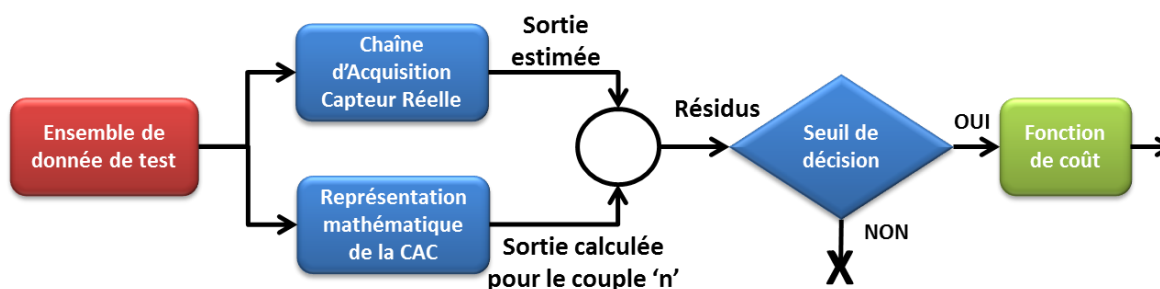 Ensemble de
donnée de test
Chaîne
d'Acquisition
Capteur Réelle
Représentation
mathématique
de la CAC
Sortie
estimée
Sortie calculée
pour le couple ‘n’
Résidus
Seuil de
décision
OUI
NON
X
Fonction
de coût